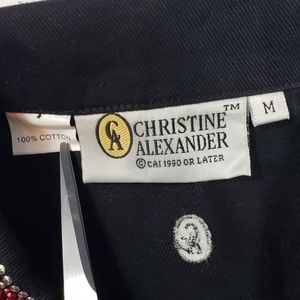 100% COTTON
CA
CHRISTINE
ALEXANDER
TM
© CAI 1990 OR LATER
M